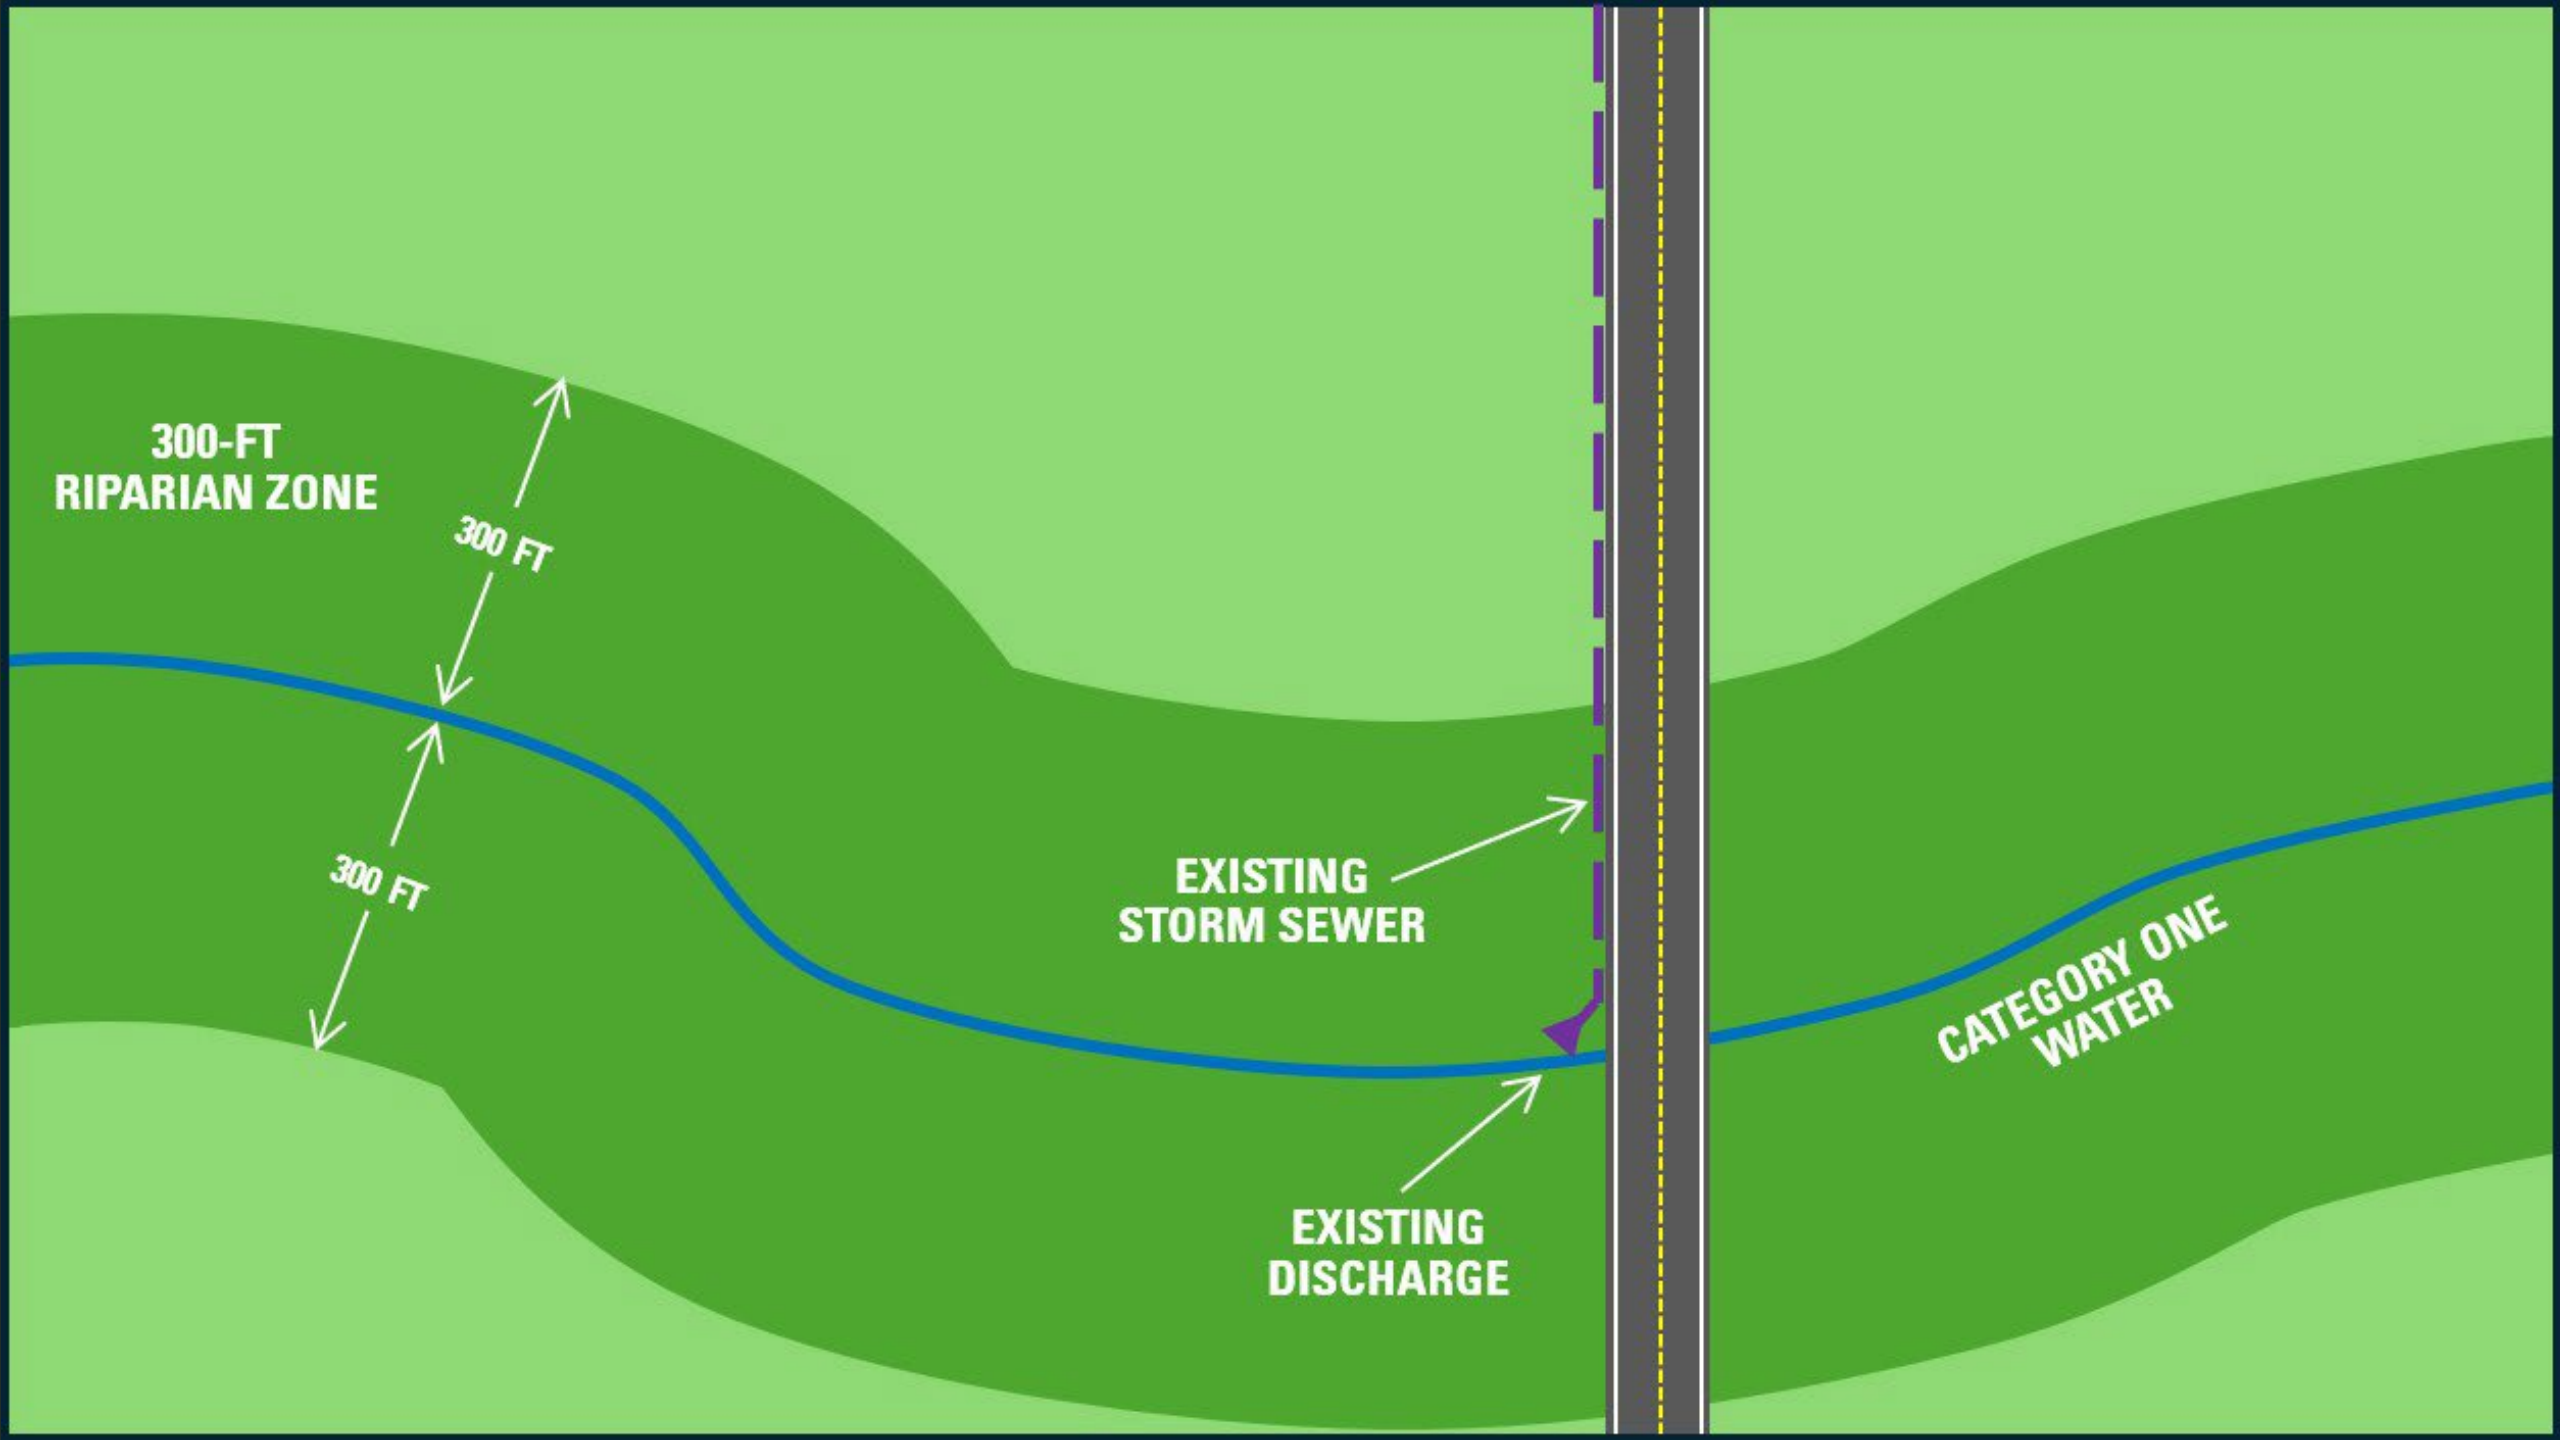 300-FT
RIPARIAN ZONE
300 FT
300 FT
EXISTING
STORM SEWER
CATEGORY ONE
WATER
EXISTING
DISCHARGE